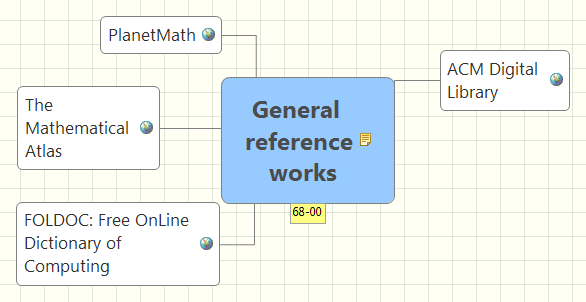 PlanetMath
ACM Digital
Library
The
Mathematical
Atlas
General
reference
works
68-00
FOLDOC: Free OnLine
Dictionary of
Computing